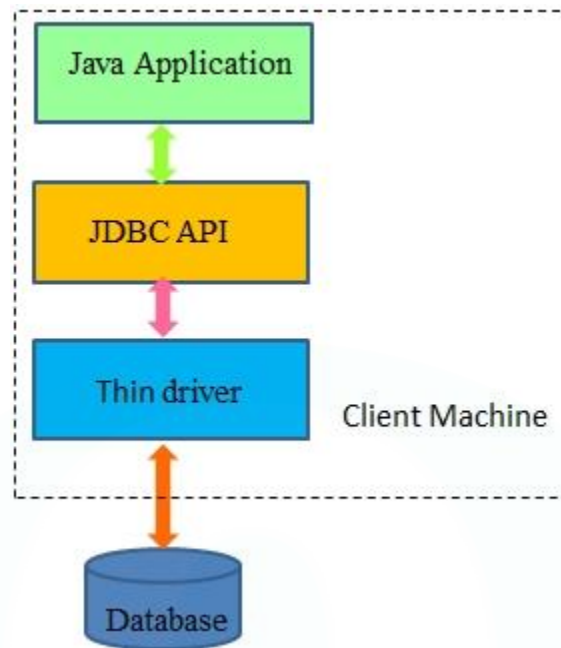 Java Application
JDBC API
Thin driver
Client Machine
Database